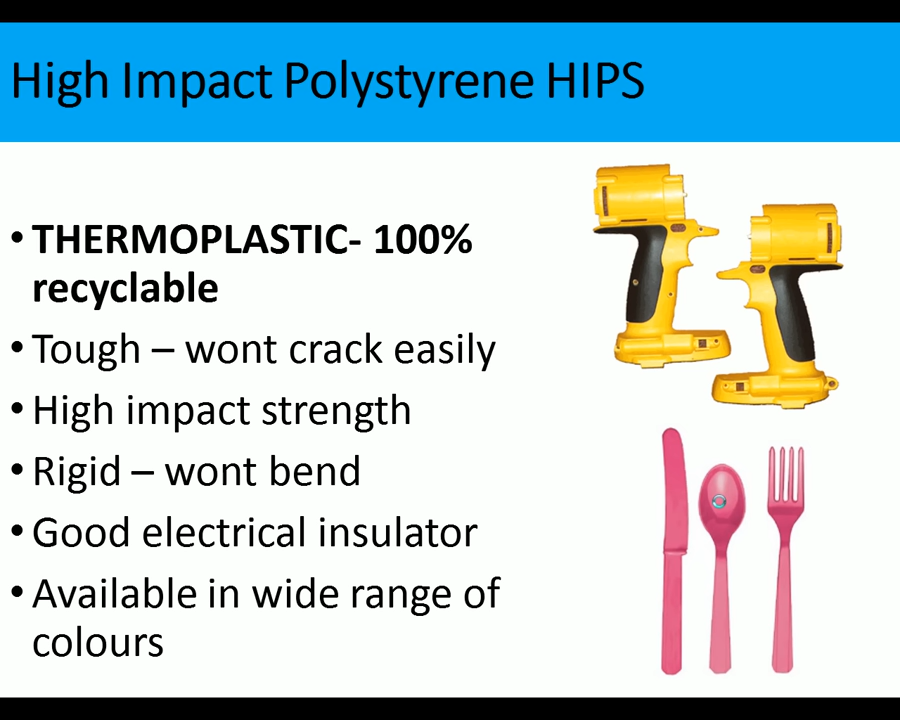 High Impact Polystyrene HIPS
• THERMOPLASTIC- 100%
recyclable
• Tough – wont crack easily
• High impact strength
• Rigid – wont bend
• Good electrical insulator
• Available in wide range of
colours